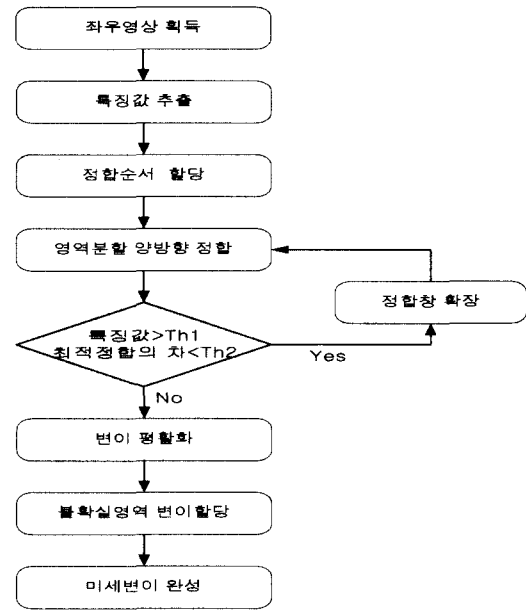 좌우영상 획득
특징값 추출
정합순서 할당
영역분할 양방향 정합
정합창 확장
특징값>Th1
최적정합의 차<Th2
Yes
No
변이 평활화
불확실영역 변이할당
미세변이 완성